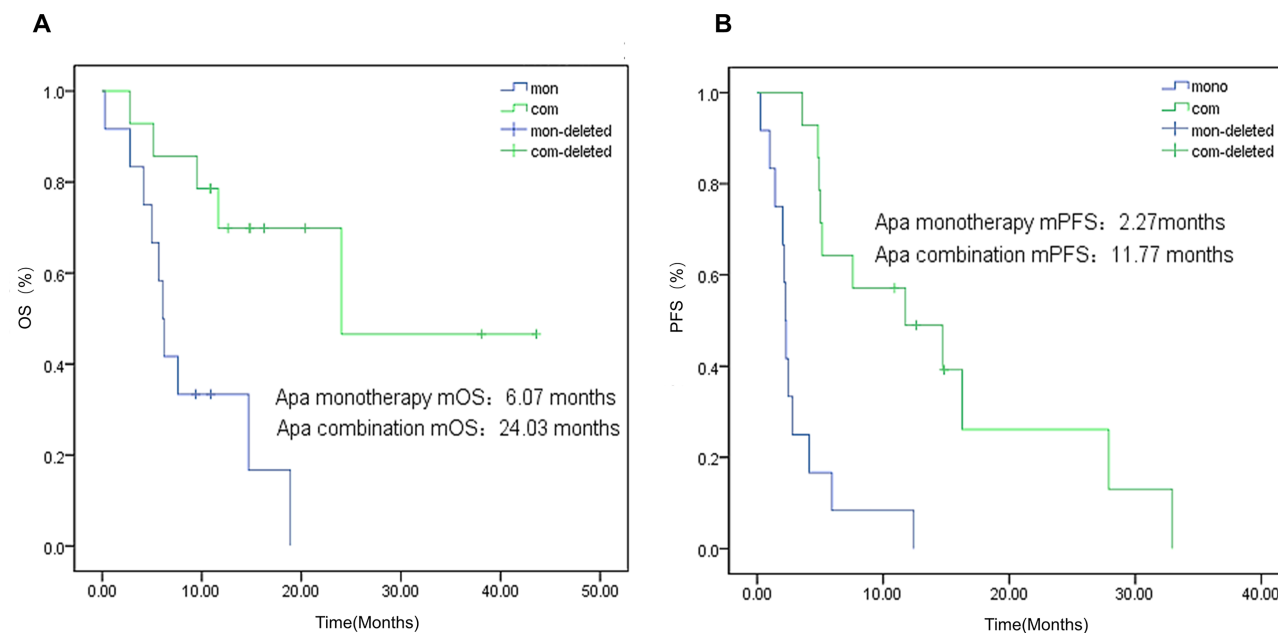 A
mon
com
mon-deleted
com-deleted
1.0
0.8
0.6
0.4
0.2
0.0
OS（%）
Apa monotherapy mOS：6.07 months
Apa combination mOS：24.03 months
0.00 10.00 20.00 30.00 40.00 50.00
Time(Months)
B
mono
com
mon-deleted
com-deleted
1.0
0.8
0.6
0.4
0.2
0.0
PFS（%）
Apa monotherapy mPFS：2.27months
Apa combination mPFS：11.77 months
0.00 10.00 20.00 30.00 40.00
Time(Months)